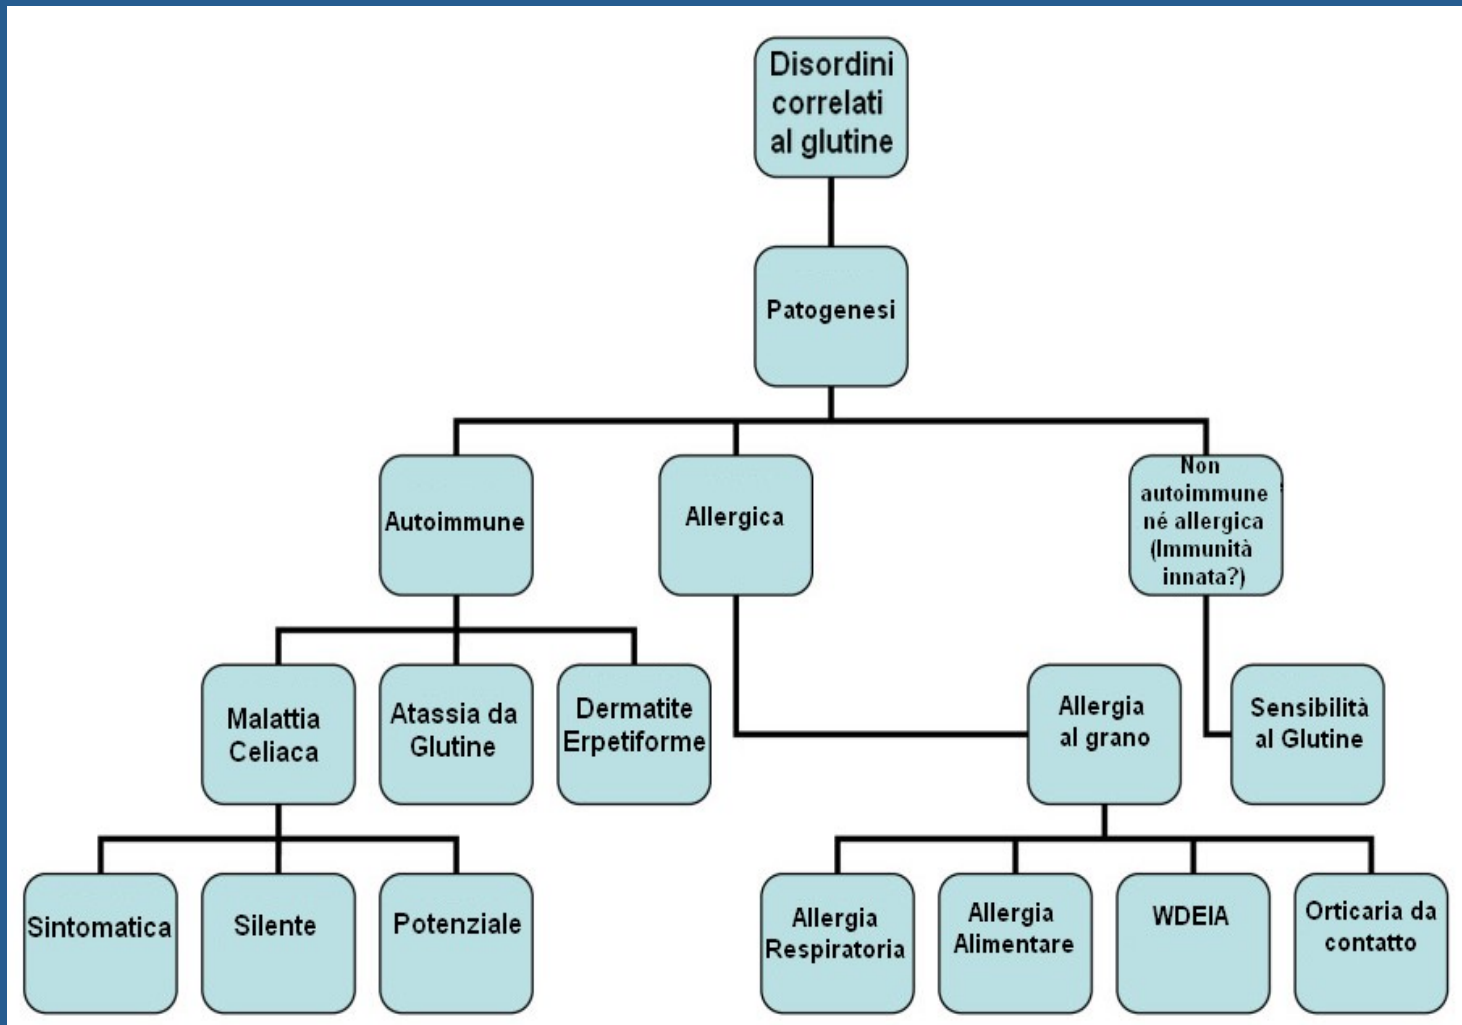 Disordini
correlati
al glutine
Patogenesi
Autoimmune
Allergica
Non
autoimmune
né allergica
(Immunità
innata?)
Malattia
Celiaca
Atassia da
Glutine
Dermatite
Erpetiforme
Allergia
al grano
Sensibilità
al Glutine
Sintomatica
Silente
Potenziale
Allergia
Respiratoria
Allergia
Alimentare
WDEIA
Orticaria da
contatto